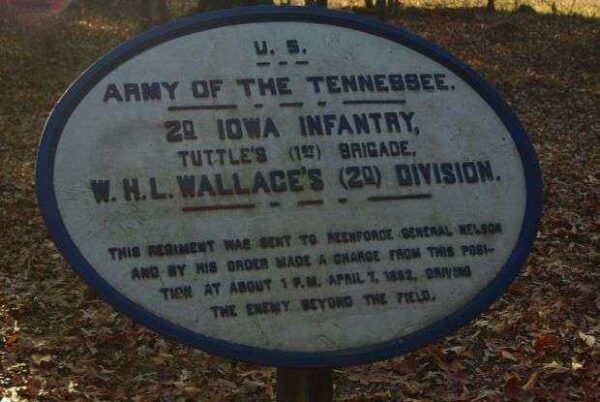 U. S.
ARMY OF THE TENNESSEE.
2D IOWA INFANTRY,
TUTTLE'S (1ST) BRIGADE,
W. H. L. WALLACE'S (2D) DIVISION.
THIS REGIMENT WAS SENT TO REENFORCE GENERAL NELSON
AND BY HIS ORDER MADE A CHARGE FROM THIS POSI-
TION AT ABOUT 1 P.M. APRIL 7, 1862, DRIVING
THE ENEMY BEYOND THE FIELD.